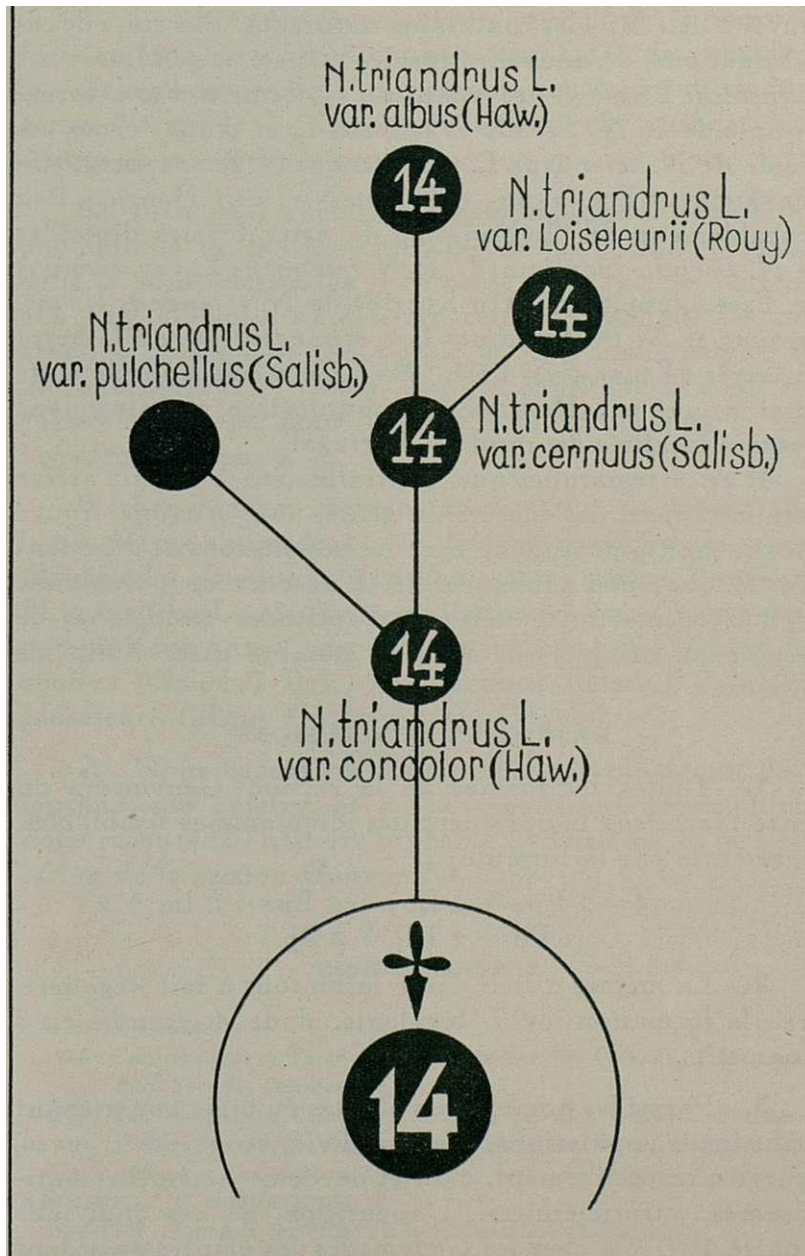 N.triandrus L.
var. albus (Haw.)
14
N.triandrus L.
var. Loiseleurii (Rouy)
14
N.triandrus L.
var. pulchellus (Salisb.)
14
N.triandrus L.
var. cernuus (Salisb.)
14
N.triandrus L.
var. concolor (Haw.)
14